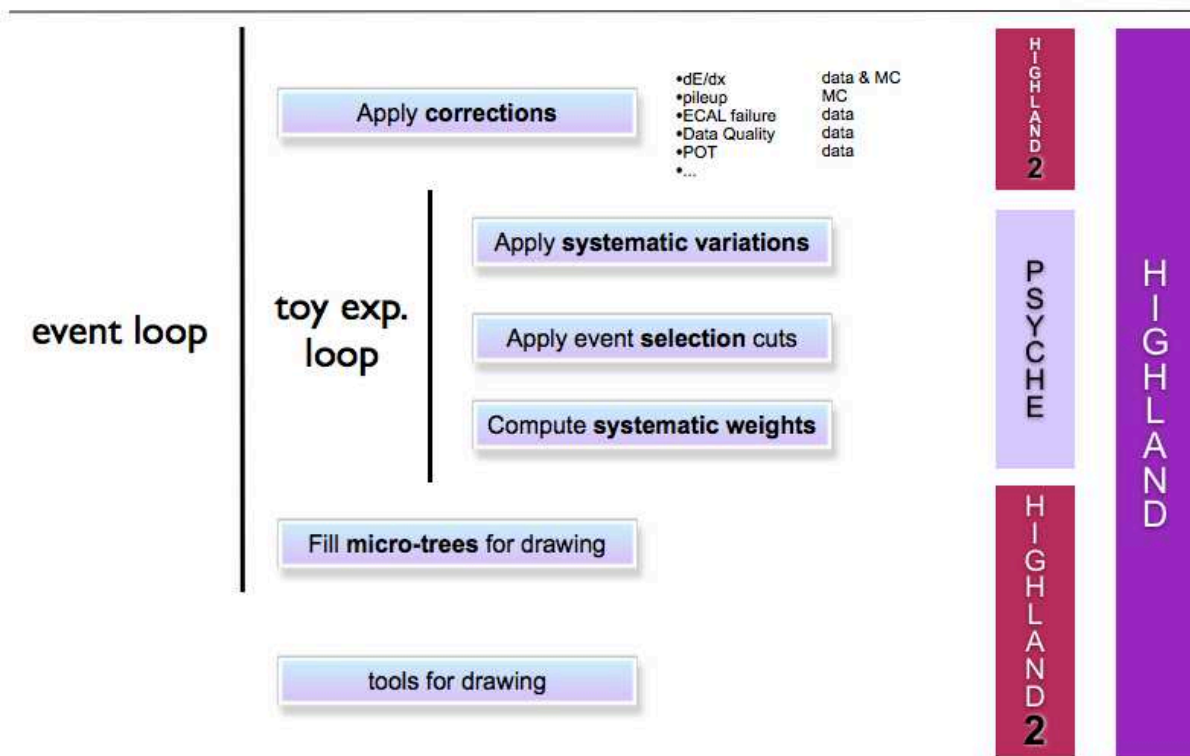 Apply corrections
•dE/dx data & MC
•pileup MC
•ECAL failure data
•Data Quality data
•POT data
•...
event loop
toy exp.
loop
Apply systematic variations
Apply event selection cuts
Compute systematic weights
Fill micro-trees for drawing
tools for drawing
HIGHLAND2
PSYCHE
HIGHLAND2
HIGHLAND